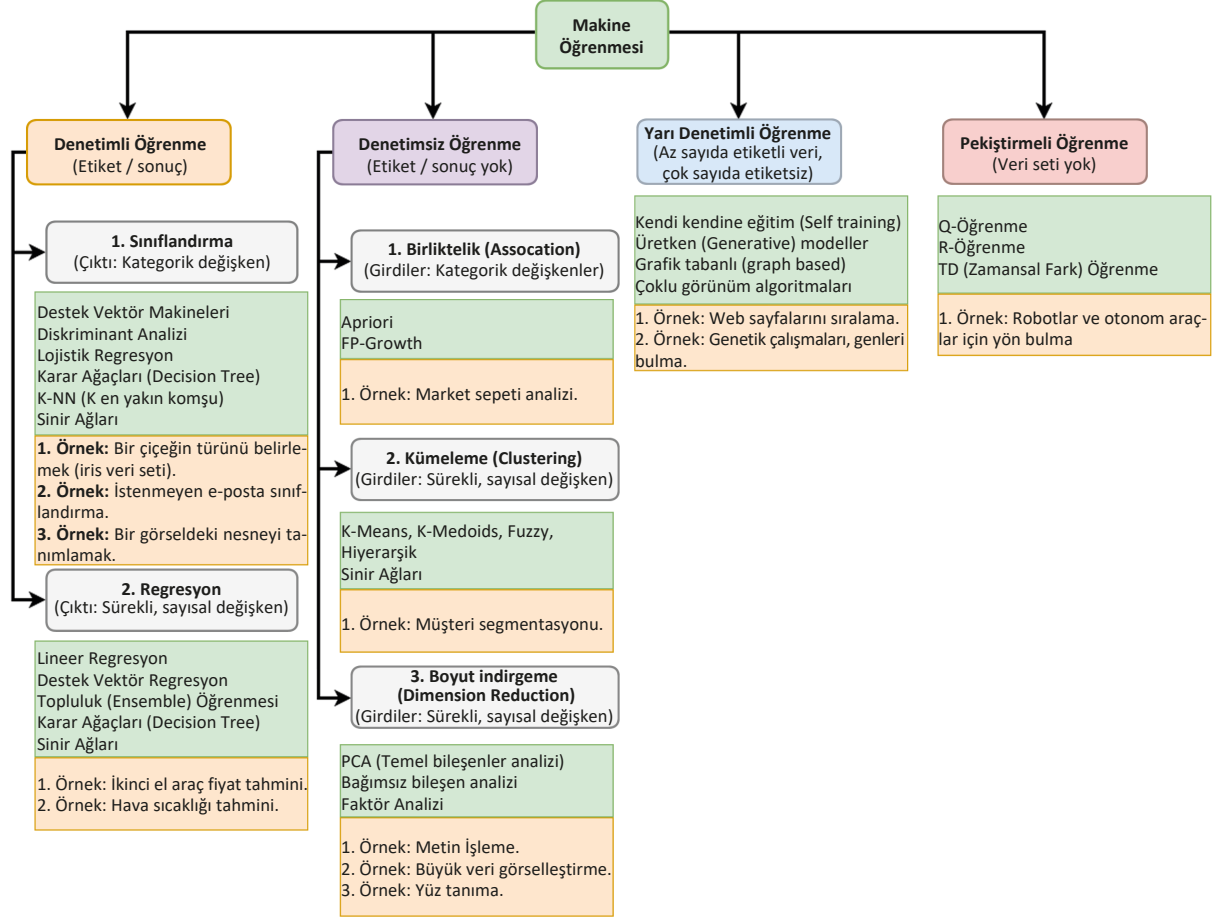 Makine
Öğrenmesi
Denetimli Öğrenme
(Etiket / sonuç)
1. Sınıflandırma
(Çıktı: Kategorik değişken)
Destek Vektör Makineleri
Diskriminant Analizi
Lojistik Regresyon
Karar Ağaçları (Decision Tree)
K-NN (K en yakın komşu)
Sinir Ağları
1. Örnek: Bir çiçeğin türünü belirle-
mek (iris veri seti).
2. Örnek: İstenmeyen e-posta sınıf-
landırma.
3. Örnek: Bir görseldeki nesneyi ta-
nımlamak.
2. Regresyon
(Çıktı: Sürekli, sayısal değişken)
Lineer Regresyon
Destek Vektör Regresyon
Topluluk (Ensemble) Öğrenmesi
Karar Ağaçları (Decision Tree)
Sinir Ağları
1. Örnek: İkinci el araç fiyat tahmini.
2. Örnek: Hava sıcaklığı tahmini.
Denetimsiz Öğrenme
(Etiket / sonuç yok)
1. Birliktelik (Assocation)
(Girdiler: Kategorik değişkenler)
Apriori
FP-Growth
1. Örnek: Market sepeti analizi.
2. Kümeleme (Clustering)
(Girdiler: Sürekli, sayısal değişken)
K-Means, K-Medoids, Fuzzy,
Hiyerarşik
Sinir Ağları
1. Örnek: Müşteri segmentasyonu.
3. Boyut indirgeme
(Dimension Reduction)
(Girdiler: Sürekli, sayısal değişken)
PCA (Temel bileşenler analizi)
Bağımsız bileşen analizi
Faktör Analizi
1. Örnek: Metin İşleme.
2. Örnek: Büyük veri görselleştirme.
3. Örnek: Yüz tanıma.
Yarı Denetimli Öğrenme
(Az sayıda etiketli veri,
çok sayıda etiketsiz)
Kendi kendine eğitim (Self training)
Üretken (Generative) modeller
Grafik tabanlı (graph based)
Çoklu görünüm algoritmaları
1. Örnek: Web sayfalarını sıralama.
2. Örnek: Genetik çalışmaları, genleri
bulma.
Pekiştirmeli Öğrenme
(Veri seti yok)
Q-Öğrenme
R-Öğrenme
TD (Zamansal Fark) Öğrenme
1. Örnek: Robotlar ve otonom araç-
lar için yön bulma